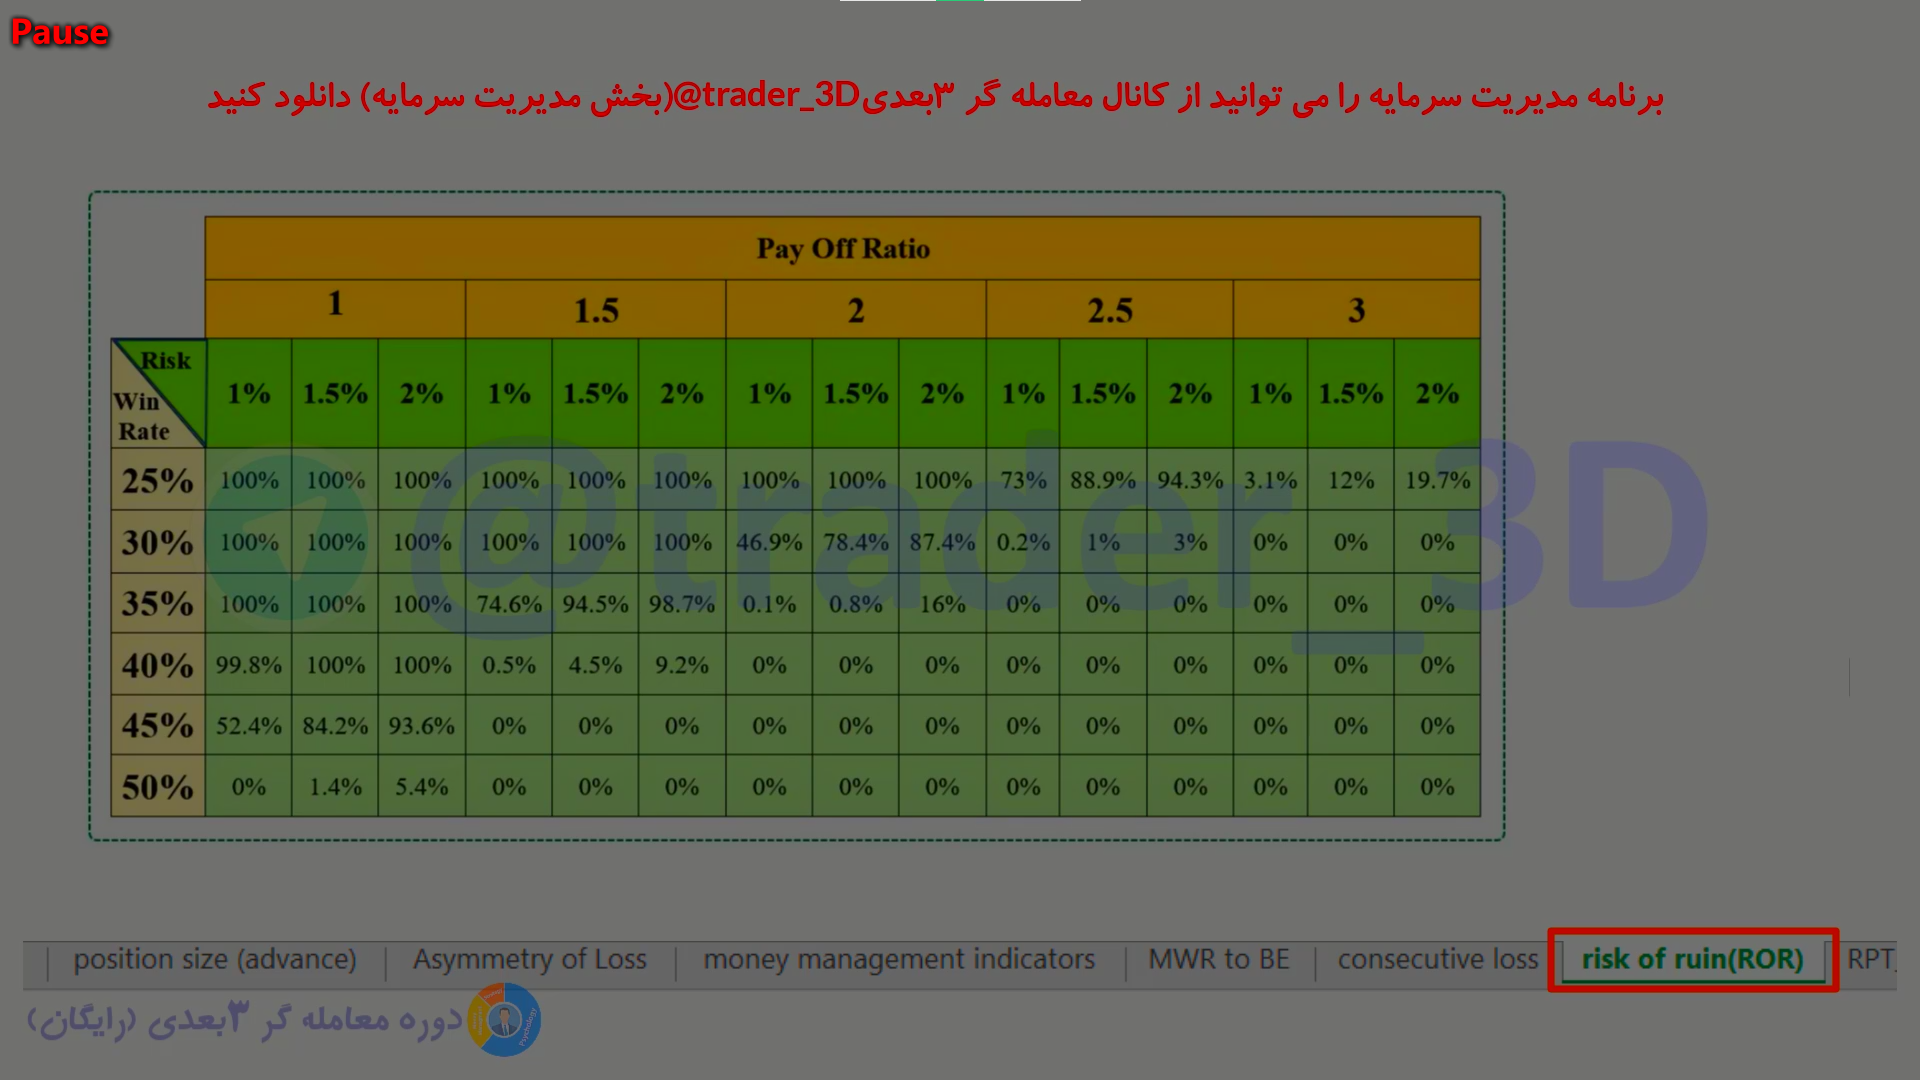 Pause
برنامه مدیریت سرمایه را می توانید از کانال معامله گر ۳بعدی@trader_3D(بخش مدیریت سرمایه) دانلود کنید
Pay Off Ratio
1 1.5 2 2.5 3
Risk
Win Rate
1% 1.5% 2% 1% 1.5% 2% 1% 1.5% 2% 1% 1.5% 2% 1% 1.5% 2%
25% 100% 100% 100% 100% 100% 100% 100% 100% 100% 73% 88.9% 94.3% 3.1% 12% 19.7%
30% 100% 100% 100% 100% 100% 100% 46.9% 78.4% 87.4% 0.2% 1% 3% 0% 0% 0%
35% 100% 100% 100% 74.6% 94.5% 98.7% 0.1% 0.8% 16% 0% 0% 0% 0% 0% 0%
40% 99.8% 100% 100% 0.5% 4.5% 9.2% 0% 0% 0% 0% 0% 0% 0% 0% 0%
45% 52.4% 84.2% 93.6% 0% 0% 0% 0% 0% 0% 0% 0% 0% 0% 0% 0%
50% 0% 1.4% 5.4% 0% 0% 0% 0% 0% 0% 0% 0% 0% 0% 0% 0%
@trader_3D
position size (advance) Asymmetry of Loss money management indicators MWR to BE consecutive loss risk of ruin(ROR) RPT
دوره معامله گر ۳بعدی (رایگان)
Psychology